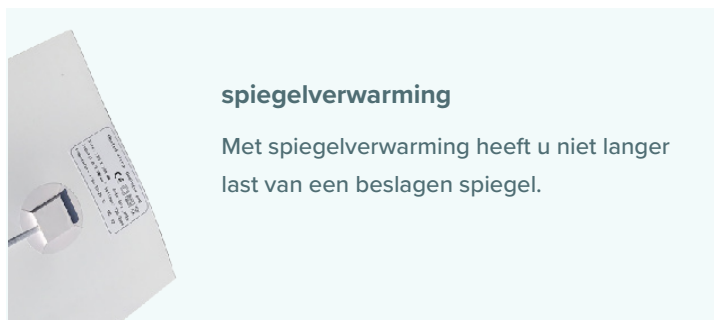 spiegelverwarming
Met spiegelverwarming heeft u niet langer
last van een beslagen spiegel.